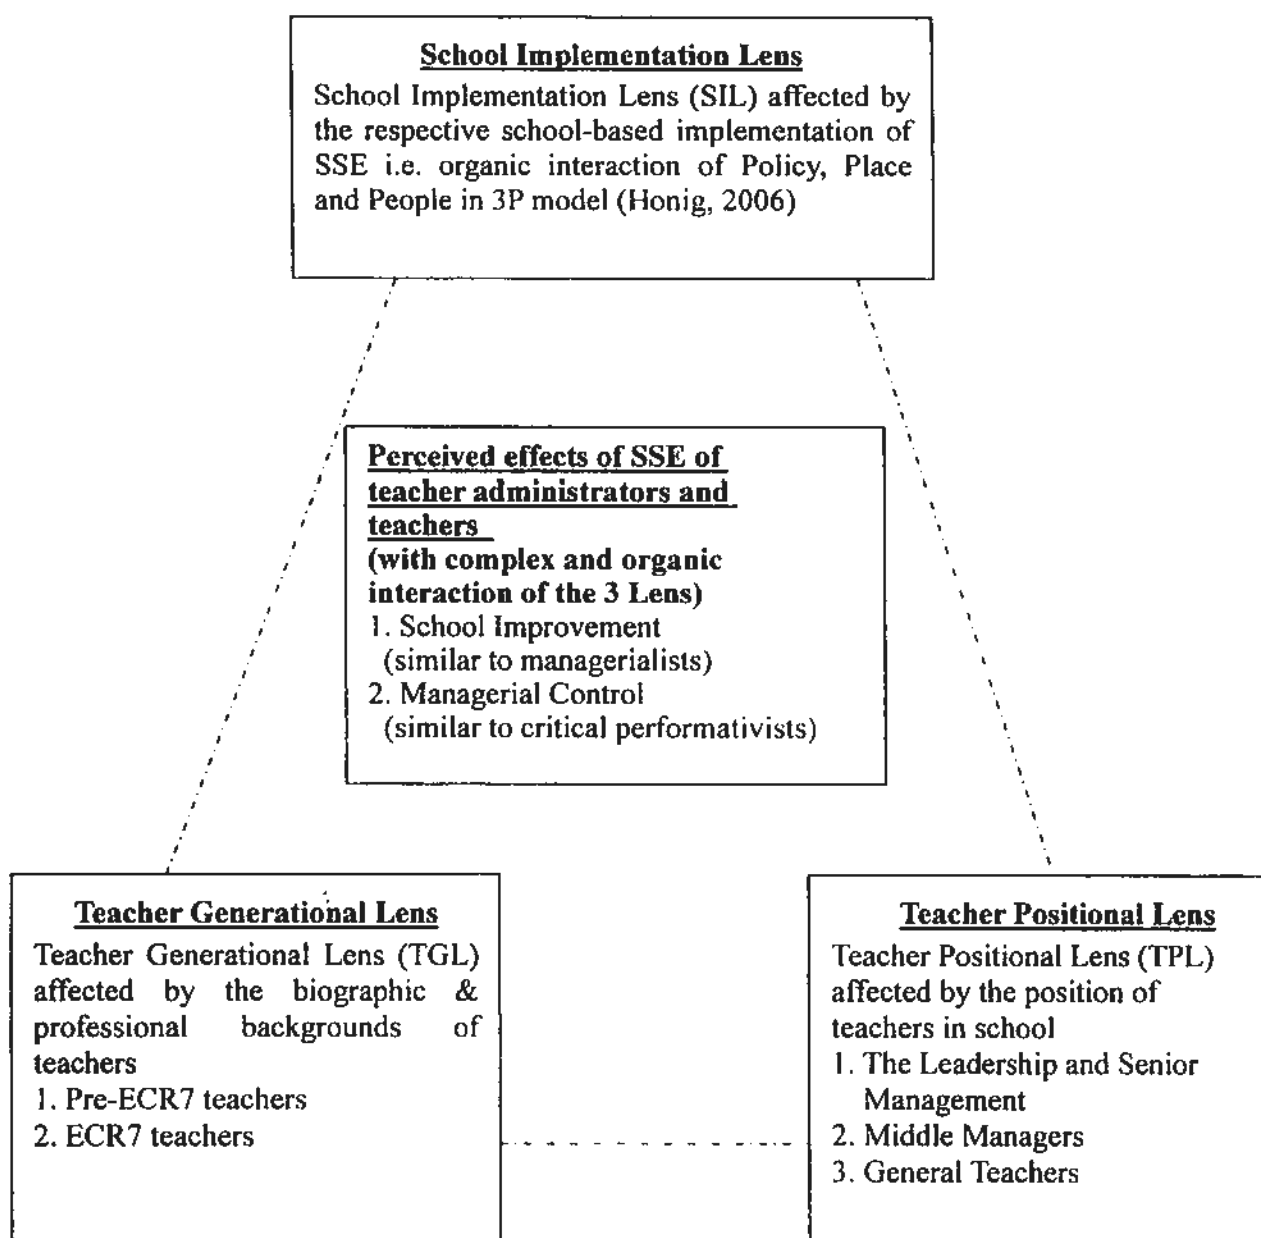 School Implementation Lens
School Implementation Lens (SIL) affected by
the respective school-based implementation of
SSE i.e. organic interaction of Policy, Place
and People in 3P model (Honig, 2006)
Perceived effects of SSE of
teacher administrators and
teachers
(with complex and organic
interaction of the 3 Lens)
1. School Improvement
(similar to managerialists)
2. Managerial Control
(similar to critical performativists)
Teacher Generational Lens
Teacher Generational Lens (TGL)
affected by the biographic &
professional backgrounds of
teachers
1. Pre-ECR7 teachers
2. ECR7 teachers
Teacher Positional Lens
Teacher Positional Lens (TPL)
affected by the position of
teachers in school
1. The Leadership and Senior
Management
2. Middle Managers
3. General Teachers